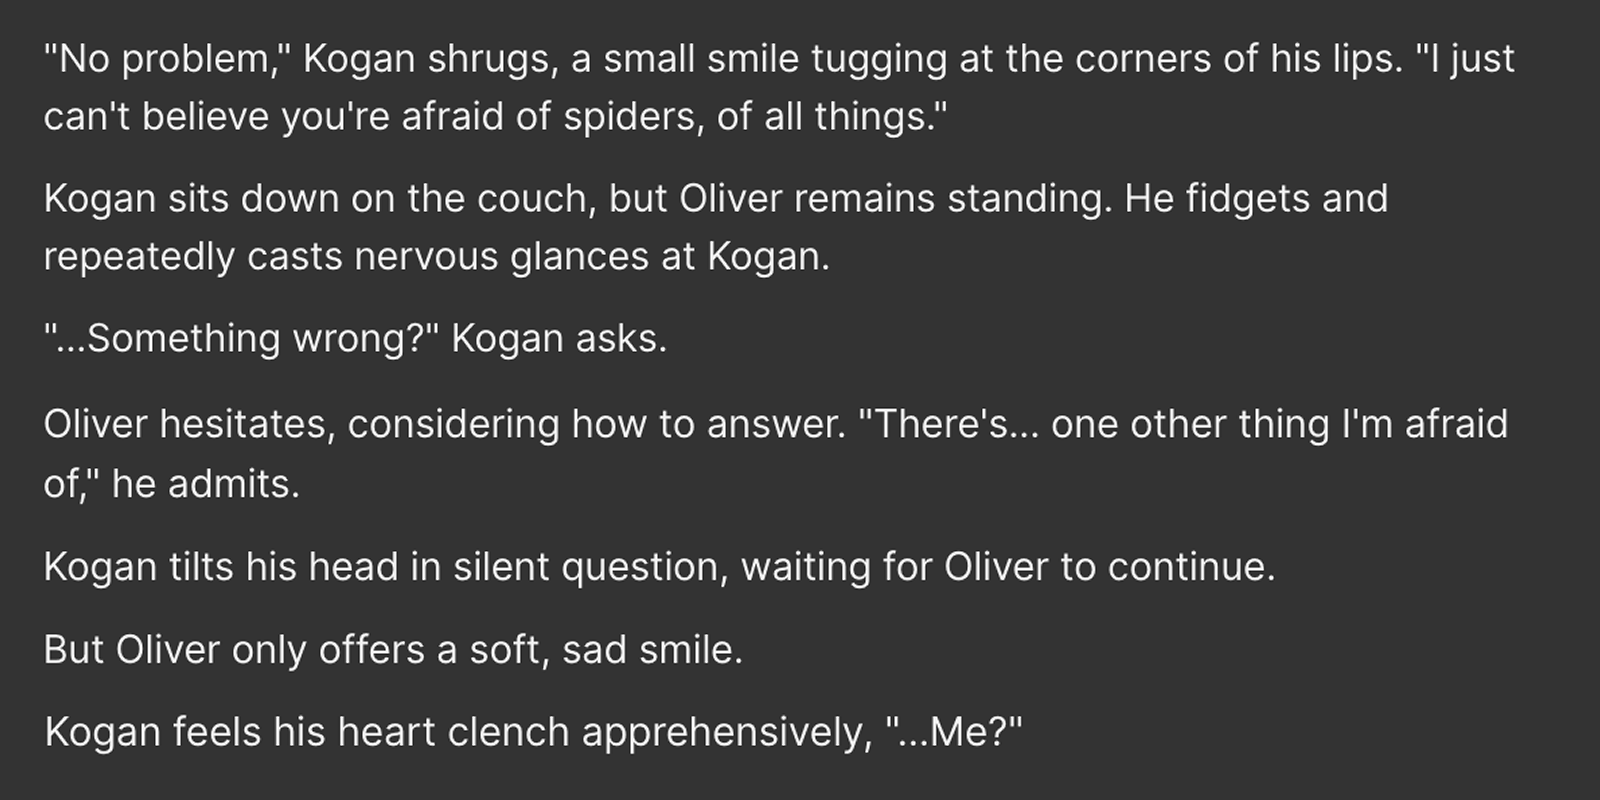 "No problem," Kogan shrugs, a small smile tugging at the corners of his lips. "I just
can't believe you're afraid of spiders, of all things."
Kogan sits down on the couch, but Oliver remains standing. He fidgets and
repeatedly casts nervous glances at Kogan.
"...Something wrong?" Kogan asks.
Oliver hesitates, considering how to answer. "There's... one other thing I'm afraid
of," he admits.
Kogan tilts his head in silent question, waiting for Oliver to continue.
But Oliver only offers a soft, sad smile.
Kogan feels his heart clench apprehensively, "...Me?"